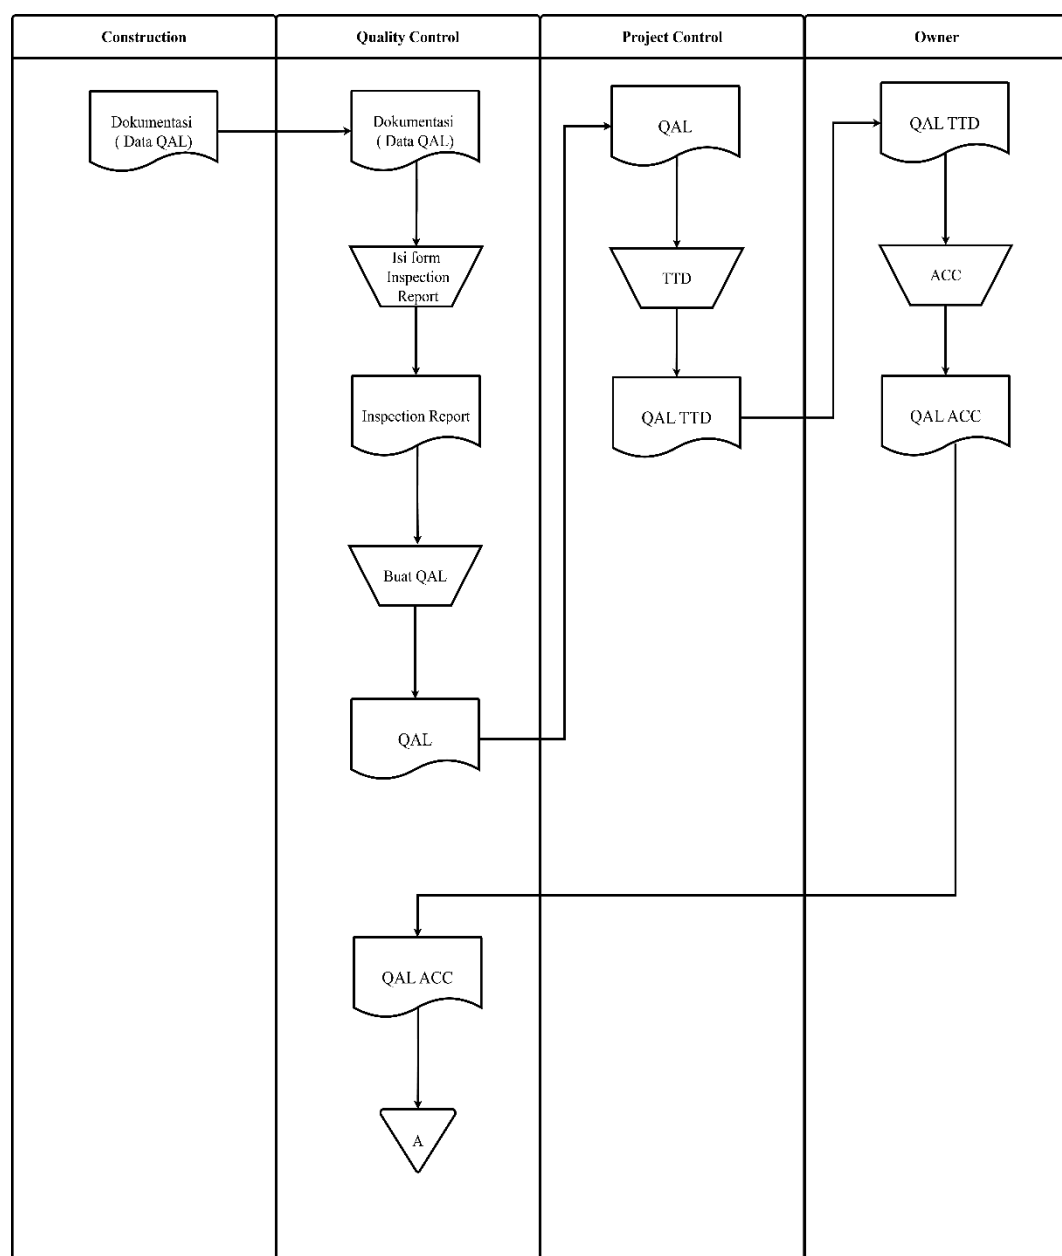 Construction
Quality Control
Project Control
Owner
Dokumentasi
( Data QAL)
Dokumentasi
( Data QAL)
QAL
QAL TTD
Isi form
Inspection
Report
TTD
ACC
Inspection Report
QAL TTD
QAL ACC
Buat QAL
QAL
QAL ACC
A